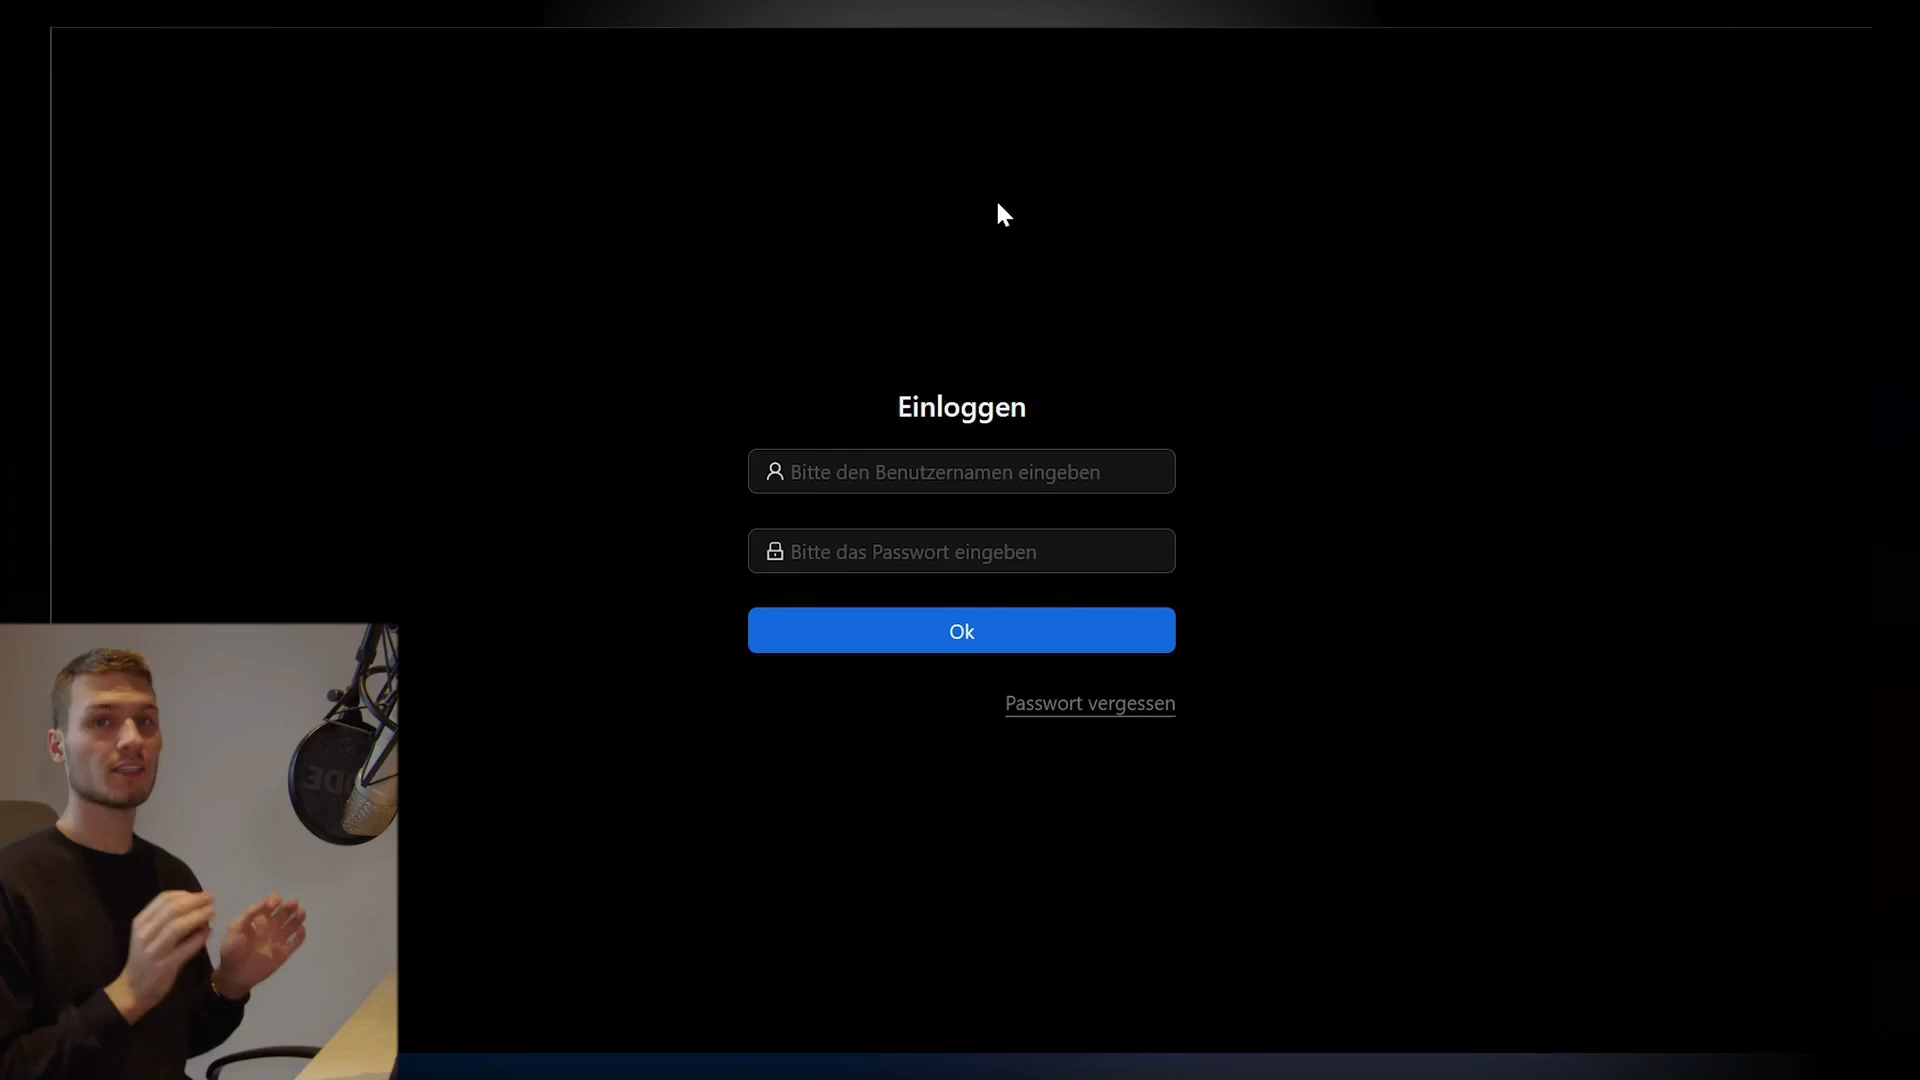 Einloggen
Bitte den Benutzernamen eingeben
Bitte das Passwort eingeben
Ok
Passwort vergessen